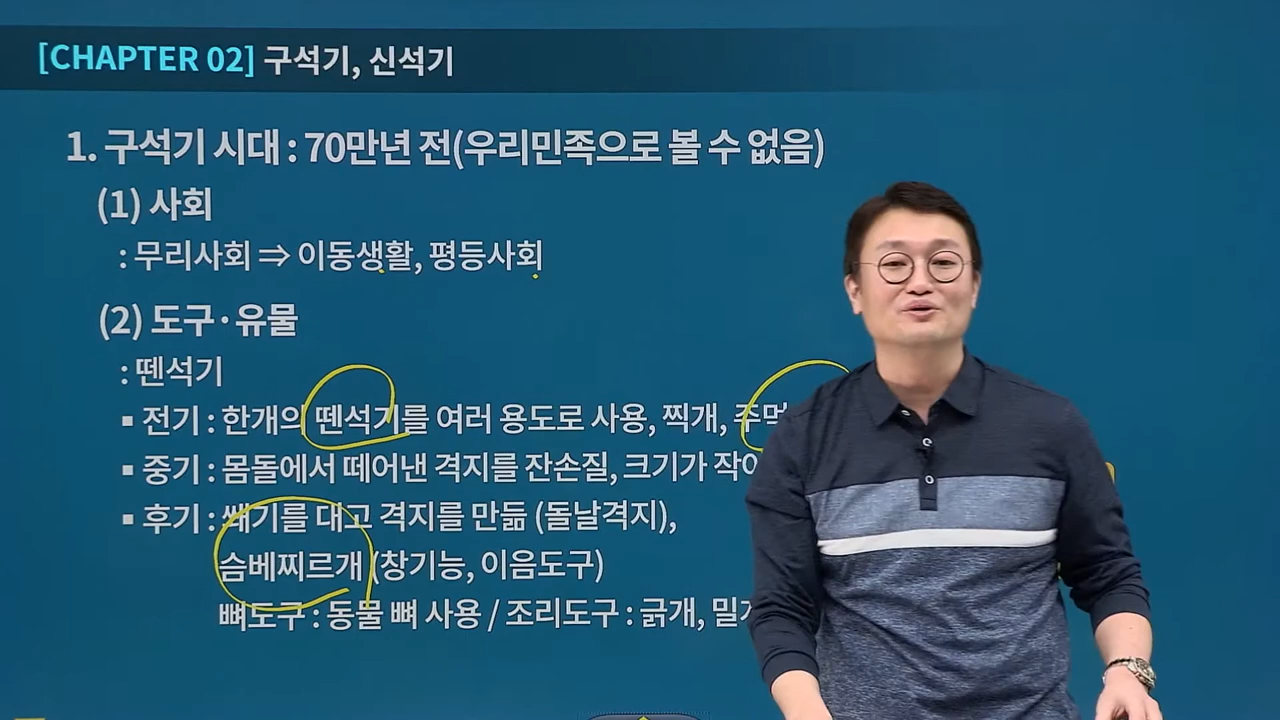 [CHAPTER 02] 구석기, 신석기
1. 구석기 시대 : 70만년 전(우리민족으로 볼 수 없음)
(1) 사회
: 무리사회 ⇒ 이동생활, 평등사회
(2) 도구·유물
: 뗀석기
▪ 전기 : 한개의 뗀석기를 여러 용도로 사용, 찍개,
▪ 중기 : 몸돌에서 떼어낸 격지를 잔손질, 크기가
▪ 후기 : 쐐기를 대고 격지를 만듦 (돌날격지),
슴베찌르개 (창기능, 이음도구)
뼈도구 : 동물 뼈 사용 / 조리도구 : 긁개,